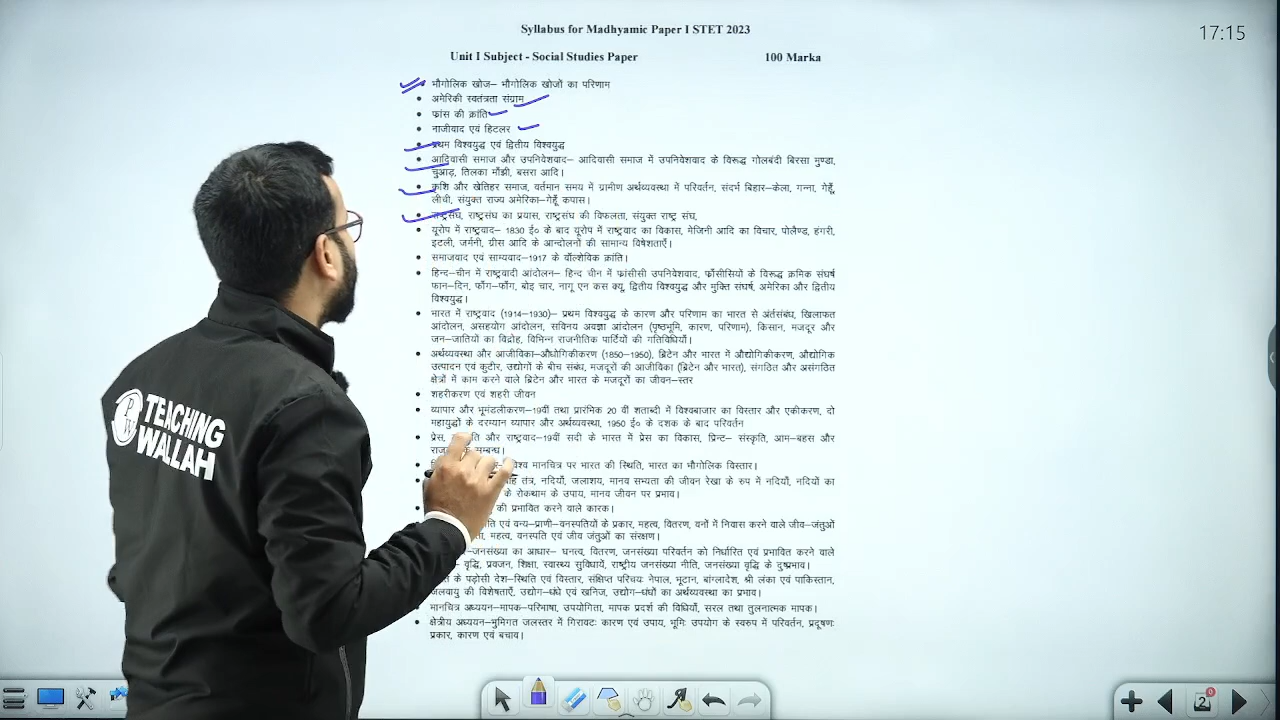 Syllabus for Madhyamic Paper I STET 2023
17:15
Unit I Subject - Social Studies Paper 100 Marka
भौगोलिक खोज– भौगोलिक खोजों का परिणाम
अमेरिकी स्वतंत्रता संग्राम
फ्रांस की क्रांति
नाजीवाद एवं हिटलर
प्रथम विश्वयुद्ध एवं द्वितीय विश्वयुद्ध
आदिवासी समाज और उपनिवेशवाद– आदिवासी समाज में उपनिवेशवाद के विरूद्ध गोलबंदी बिरसा मुण्डा,
चुआड़, तिलका माँझी, बसरा आदि।
कृशि और खेतिहर समाज, वर्तमान समय में ग्रामीण अर्थव्यवस्था में परिवर्तन, संदर्भ बिहार–केला, गन्ना, गेहूँ,
लीची, संयुक्त राज्य अमेरिका–गेहूँ कपास।
राष्ट्रसंघ, राष्ट्रसंघ का प्रयास, राष्ट्रसंघ की विफलता, संयुक्त राष्ट्र संघ,
यूरोप में राष्ट्रवाद– 1830 ई० के बाद यूरोप में राष्ट्रवाद का विकास, मेजिनी आदि का विचार, पोलैण्ड, हंगरी,
इटली, जर्मनी, ग्रीस आदि के आन्दोलनों की सामान्य विषेशताएँ।
समाजवाद एवं साम्यवाद–1917 के वॉल्शेविक क्रांति।
हिन्द–चीन में राष्ट्रवादी आंदोलन– हिन्द चीन में फ्रांसीसी उपनिवेशवाद, फ्राँसीसियों के विरूद्ध क्रमिक संघर्ष
फान–दिन, फाँग–फाँग, बोइ चार, नागू एन कस क्यू, द्वितीय विश्वयुद्ध और मुक्ति संघर्ष, अमेरिका और द्वितीय
विश्वयुद्ध।
भारत में राष्ट्रवाद (1914–1930)– प्रथम विश्वयुद्ध के कारण और परिणाम का भारत से अंर्तसंबंध, खिलाफत
आंदोलन, असहयोग आंदोलन, सविनय अवज्ञा आंदोलन (पृष्ठभूमि, कारण, परिणाम), किसान, मजदूर और
जन–जातियों का विद्रोह, विभिन्न राजनीतिक पार्टियों की गतिविधियाँ।
अर्थव्यवस्था और आजीविका–औधोगिकीकरण (1850–1950), ब्रिटेन और भारत में औद्योगिकीकरण, औद्योगिक
उत्पादन एवं कुटीर, उद्योगों के बीच संबंध, मजदूरों की आजीविका (ब्रिटेन और भारत), संगठित और असंगठित
क्षेत्रों में काम करने वाले ब्रिटेन और भारत के मजदूरों का जीवन–स्तर
शहरीकरण एवं शहरी जीवन
व्यापार और भूमंडलीकरण–19वीं तथा प्रारंभिक 20 वीं शताब्दी में विश्वबाजार का विस्तार और एकीकरण, दो
महायुद्धों के दरम्यान व्यापार और अर्थव्यवस्था, 1950 ई० के दशक के बाद परिवर्तन
प्रेस, और राष्ट्रवाद–19वीं सदी के भारत में प्रेस का विकास, प्रिन्ट– संस्कृति, आम–बहस और
सम्बन्ध।
विश्व मानचित्र पर भारत की स्थिति, भारत का भौगोलिक विस्तार।
तंत्र, नदियाँ, जलाशय, मानव सभ्यता की जीवन रेखा के रुप में नदियाँ, नदियों का
के रोकथाम के उपाय, मानव जीवन पर प्रभाव।
की प्रभावित करने वाले कारक।
एवं वन्य–प्राणी–वनस्पतियों के प्रकार, महत्व, वितरण, वनों में निवास करने वाले जीव–जंतुओं
महत्व, वनस्पति एवं जीव जंतुओं का संरक्षण।
–जनसंख्या का आधार– घनत्व, वितरण, जनसंख्या परिवर्तन को निर्धारित एवं प्रभावित करने वाले
– वृद्धि, प्रवजन, शिक्षा, स्वास्थ्य सुविधायें, राष्ट्रीय जनसंख्या नीति, जनसंख्या वृद्धि के दुष्प्रभाव।
के पड़ोसी देश–स्थिति एवं विस्तार, संक्षिप्त परिचयः नेपाल, भूटान, बांग्लादेश, श्री लंका एवं पाकिस्तान,
जलवायु की विशेषताएँ, उद्योग–धंधे एवं खनिज, उद्योग–धंधों का अर्थव्यवस्था का प्रभाव।
मानचित्र अध्ययन–मापक–परिभाषा, उपयोगिता, मापक प्रदर्श की विधियाँ, सरल तथा तुलनात्मक मापक।
क्षेत्रीय अध्ययन–भुमिगत जलस्तर में गिरावटः कारण एवं उपाय, भूमिः उपयोग के स्वरुप में परिवर्तन, प्रदूषणः
प्रकार, कारण एवं बचाव।
TEACHING
WALLAH
2